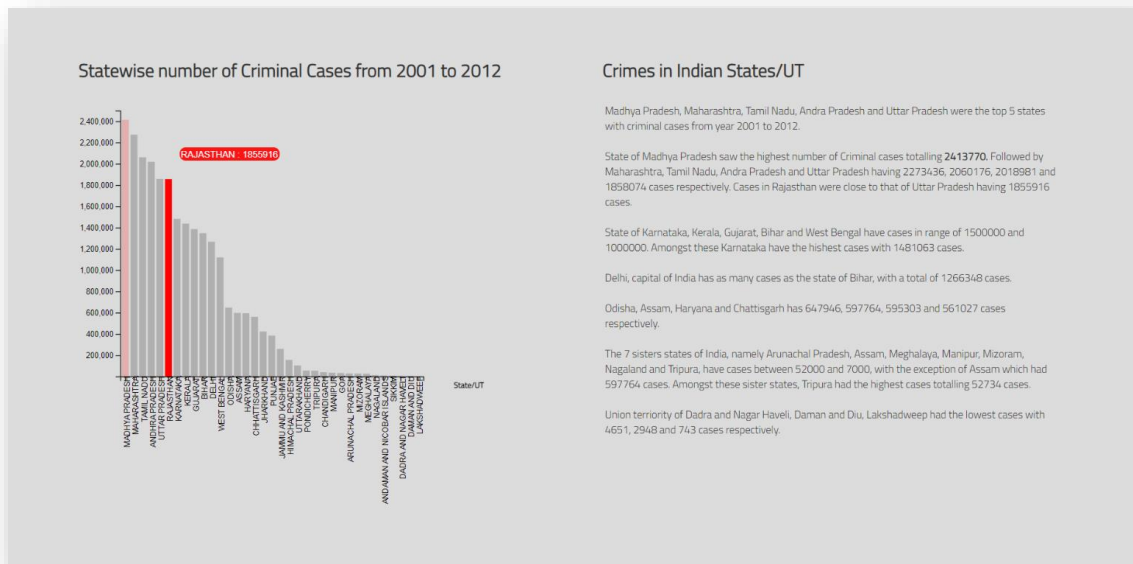 Statewise number of Criminal Cases from 2001 to 2012
2,400,000
2,200,000
2,000,000
1,800,000
1,600,000
1,400,000
1,200,000
1,000,000
800,000
600,000
400,000
200,000
RAJASTHAN : 1855916
MADHYA PRADESH
MAHARASHTRA
TAMIL NADU
ANDHRA PRADESH
UTTAR PRADESH
RAJASTHAN
KARNATAKA
KERALA
GUJARAT
BIHAR
DELHI
WEST BENGAL
ODISHA
ASSAM
HARYANA
CHHATTISGARH
JHARKHAND
PUNJAB
JAMMU AND KASHMIR
HIMACHAL PRADESH
UTTARAKHAND
PONDICHERRY
TRIPURA
CHANDIGARH
MANIPUR
GOA
ARUNACHAL PRADESH
MIZORAM
MEGHALAYA
NAGALAND
ANDAMAN AND NICOBAR ISLANDS
SIKKIM
DADRA AND NAGAR HAVELI
DAMAN AND DIU
LAKSHADWEEP
State/UT
Crimes in Indian States/UT
Madhya Pradesh, Maharashtra, Tamil Nadu, Andra Pradesh and Uttar Pradesh were the top 5 states
with criminal cases from year 2001 to 2012.
State of Madhya Pradesh saw the highest number of Criminal cases totalling 2413770. Followed by
Maharashtra, Tamil Nadu, Andra Pradesh and Uttar Pradesh having 2273436, 2060176, 2018981 and
1858074 cases respectively. Cases in Rajasthan were close to that of Uttar Pradesh having 1855916
cases.
State of Karnataka, Kerala, Gujarat, Bihar and West Bengal have cases in range of 1500000 and
1000000. Amongst these Karnataka have the hishest cases with 1481063 cases.
Delhi, capital of India has as many cases as the state of Bihar, with a total of 1266348 cases.
Odisha, Assam, Haryana and Chattisgarh has 647946, 597764, 595303 and 561027 cases
respectively.
The 7 sisters states of India, namely Arunachal Pradesh, Assam, Meghalaya, Manipur, Mizoram,
Nagaland and Tripura, have cases between 52000 and 7000, with the exception of Assam which had
597764 cases. Amongst these sister states, Tripura had the highest cases totalling 52734 cases.
Union terriority of Dadra and Nagar Haveli, Daman and Diu, Lakshadweep had the lowest cases with
4651, 2948 and 743 cases respectively.